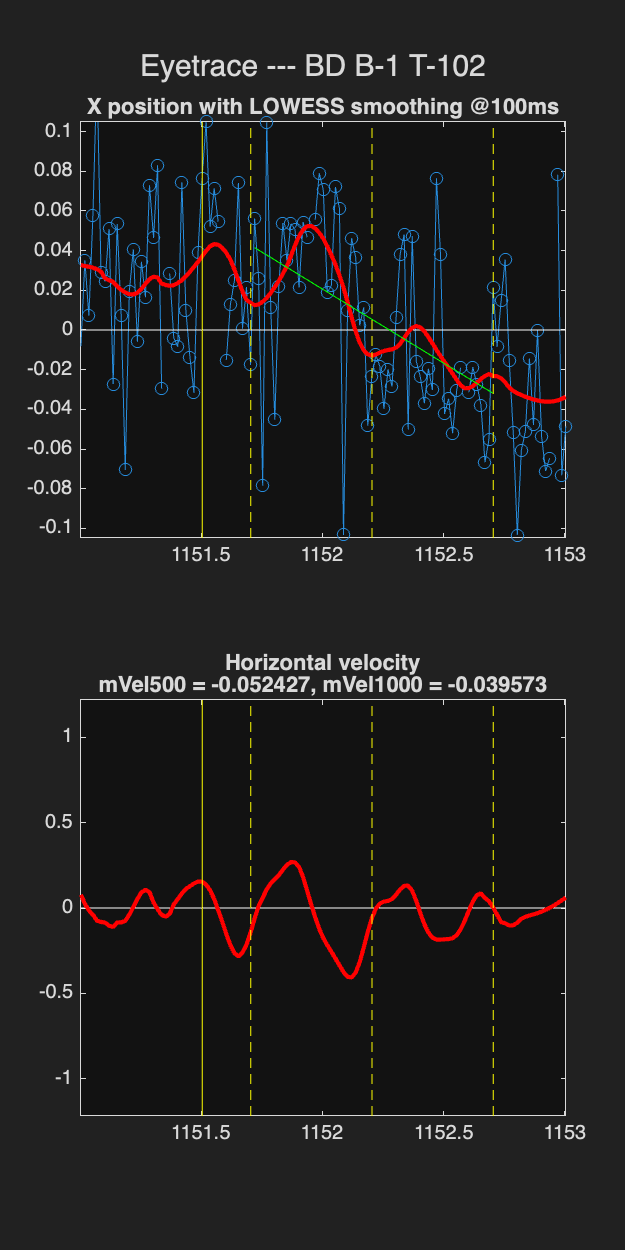 Eyetrace --- BD B-1 T-102
X position with LOWESS smoothing @100ms
0.1
0.08
0.06
0.04
0.02
0
-0.02
-0.04
-0.06
-0.08
-0.1
1151.5 1152 1152.5 1153
Horizontal velocity
mVel500 = -0.052427, mVel1000 = -0.039573
1
0.5
0
-0.5
-1
1151.5 1152 1152.5 1153